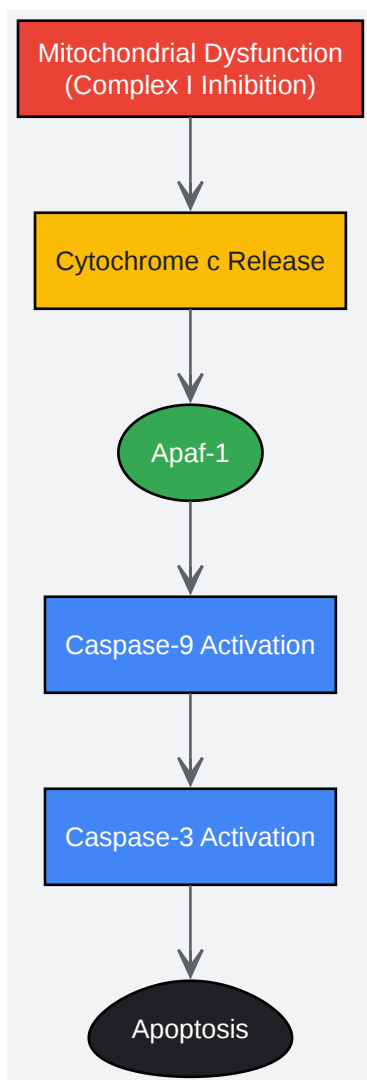 Mitochondrial Dysfunction
(Complex I Inhibition)
Cytochrome c Release
Apaf-1
Caspase-9 Activation
Caspase-3 Activation
Apoptosis